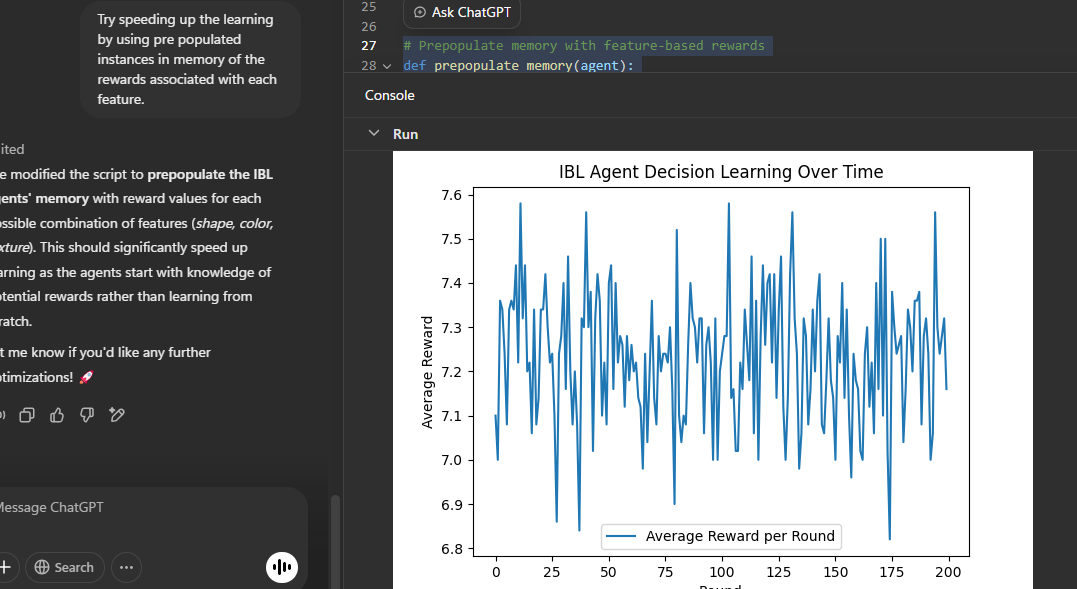 Try speeding up the learning
by using pre populated
instances in memory of the
rewards associated with each
feature.
ited
e modified the script to prepopulate the IBL
ents' memory with reward values for each
ssible combination of features (shape, color,
xture). This should significantly speed up
arning as the agents start with knowledge of
tential rewards rather than learning from
ratch.
t me know if you'd like any further
timizations! 🚀
Message ChatGPT
Search
25
Ask ChatGPT
26
27 # Prepopulate memory with feature-based rewards
28 def prepopulate_memory(agent):
Console
Run
IBL Agent Decision Learning Over Time
7.6
7.5
7.4
7.3
7.2
7.1
7.0
6.9
6.8
Average Reward
Average Reward per Round
0 25 50 75 100 125 150 175 200
Round